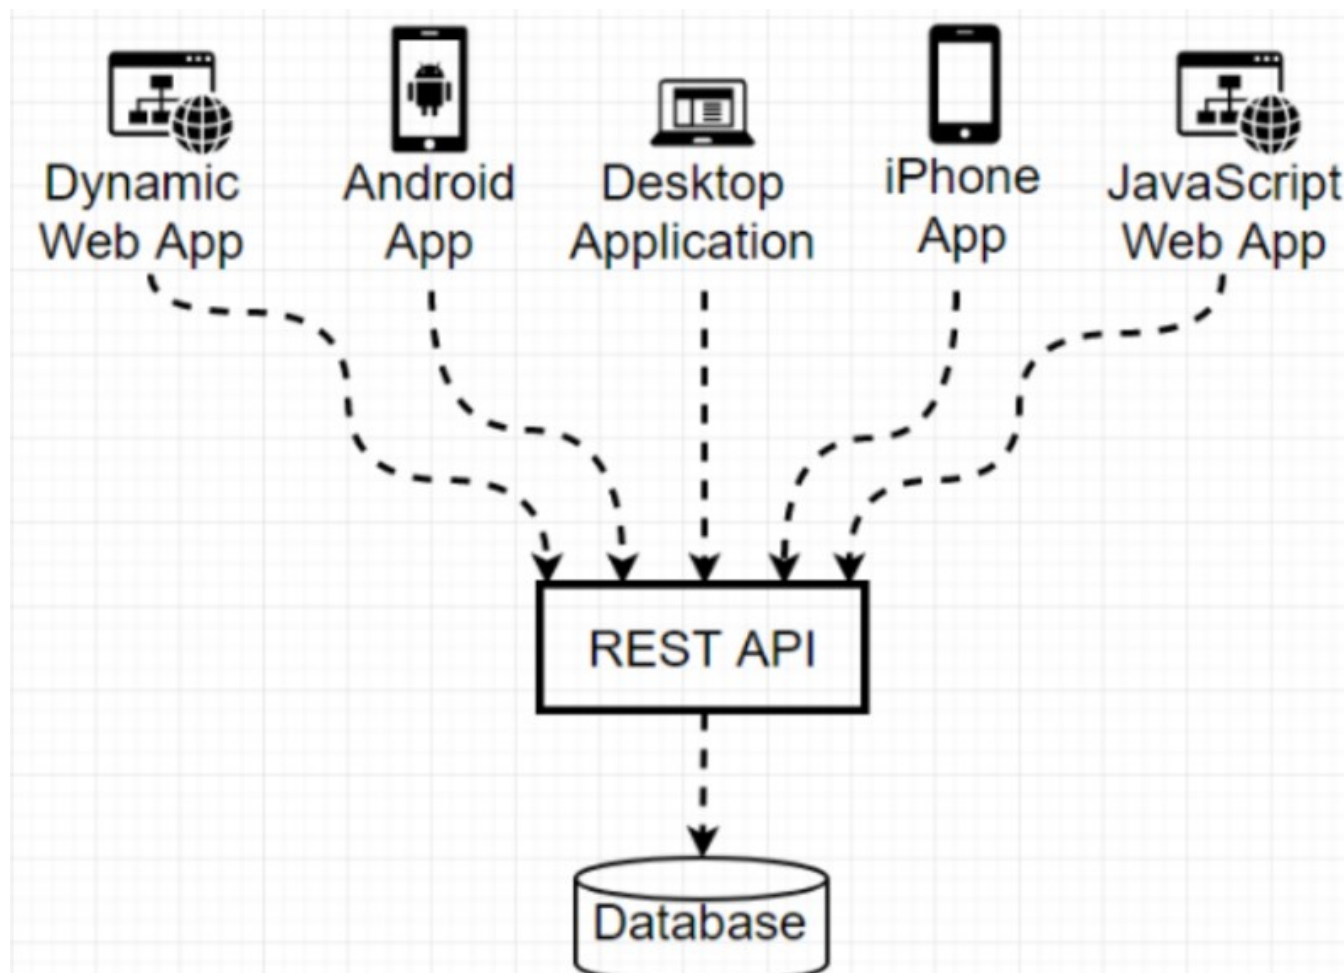 Dynamic
Web App
Android
App
Desktop
Application
iPhone
App
JavaScript
Web App
REST API
Database